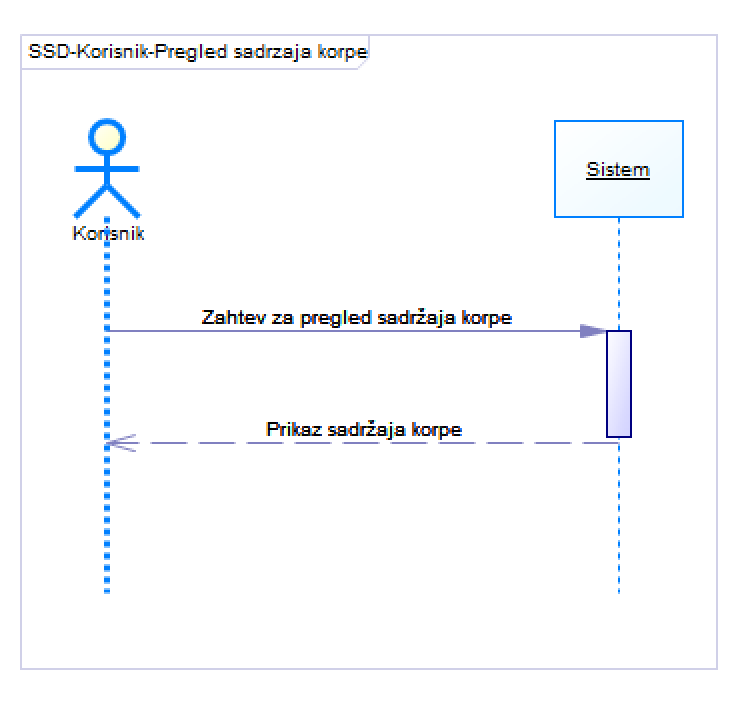 SSD-Korisnik-Pregled sadrzaja korpe
Sistem
Korisnik
Zahtev za pregled sadržaja korpe
Prikaz sadržaja korpe